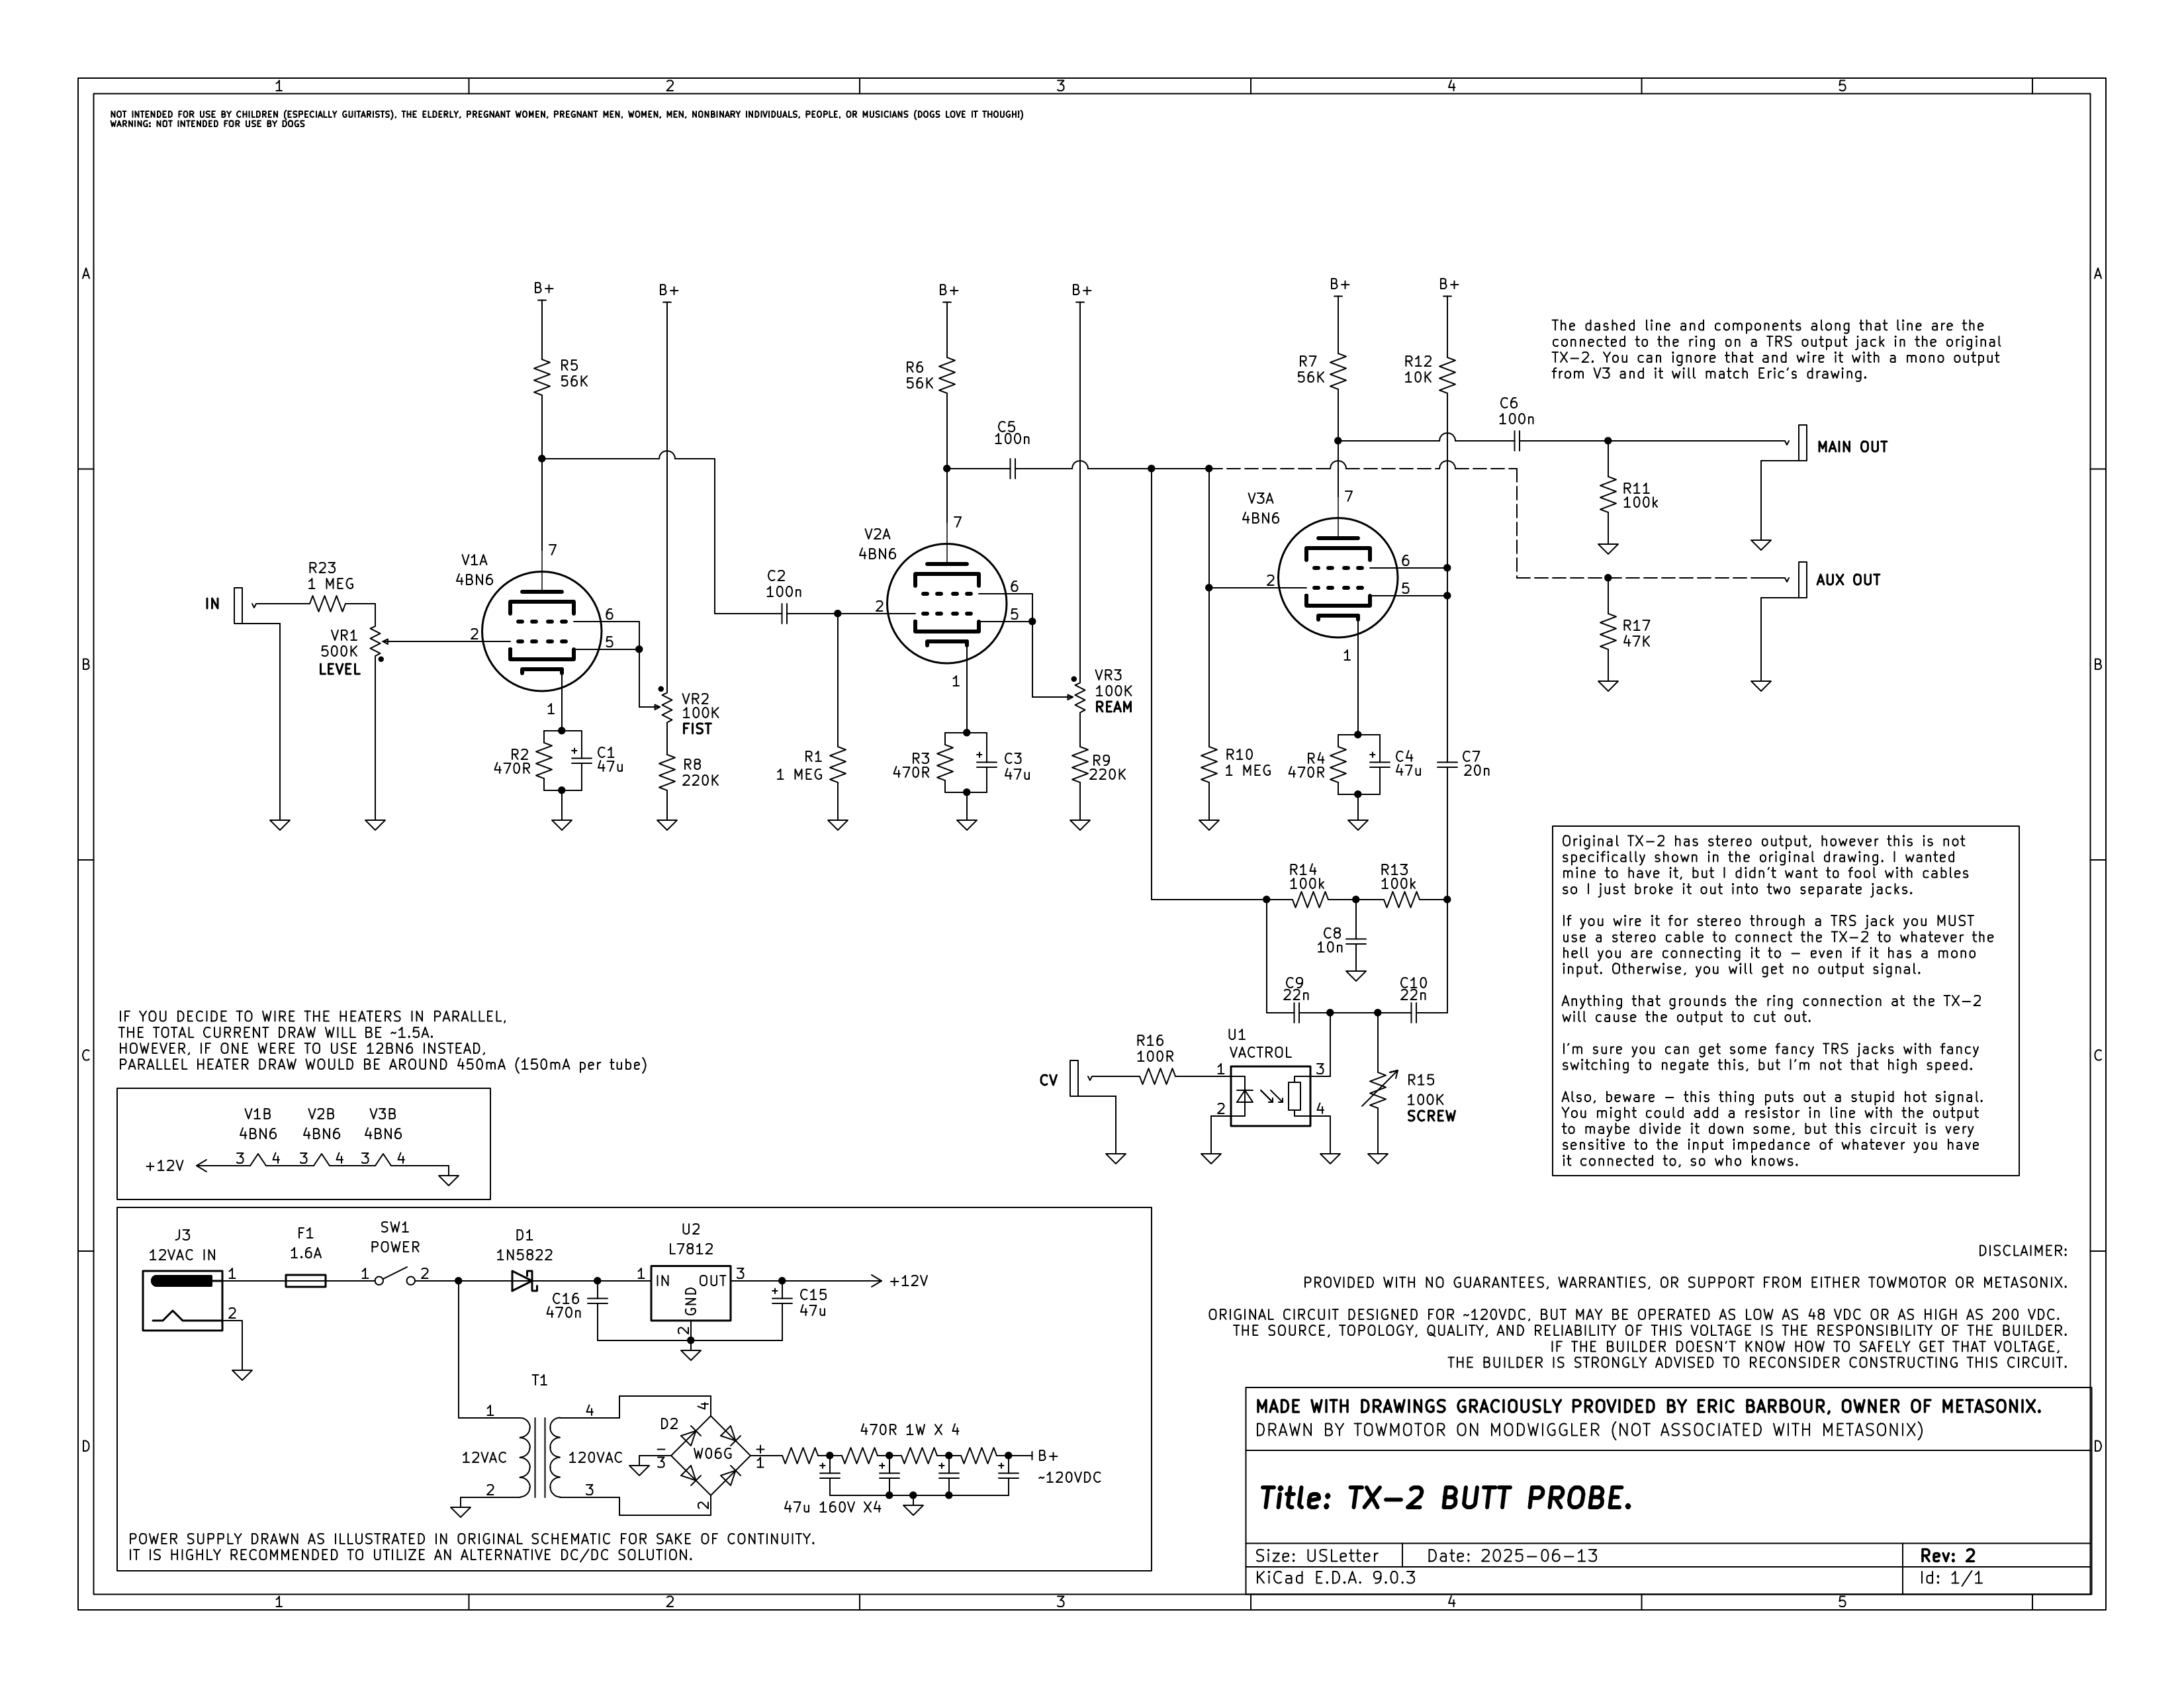 1 2 3 4 5
NOT INTENDED FOR USE BY CHILDREN (ESPECIALLY GUITARISTS), THE ELDERLY, PREGNANT WOMEN, PREGNANT MEN, WOMEN, MEN, NONBINARY INDIVIDUALS, PEOPLE, OR MUSICIANS (DOGS LOVE IT THOUGH!)
WARNING: NOT INTENDED FOR USE BY DOGS
A A
B+ B+ B+ B+ B+ B+
The dashed line and components along that line are the
connected to the ring on a TRS output jack in the original
TX-2. You can ignore that and wire it with a mono output
from V3 and it will match Eric's drawing.
R5
56K
R6
56K
R7
56K
R12
10K
C6
100n
C5
100n
MAIN OUT
R11
100k
V1A
4BN6
7
2
6
5
1
V2A
4BN6
7
2
6
5
1
V3A
4BN6
7
2
6
5
1
AUX OUT
R17
47K
IN
R23
1 MEG
VR1
500K
LEVEL
C2
100n
B B
VR2
100K
FIST
VR3
100K
REAM
R2
470R
C1
47u
R8
220K
R1
1 MEG
R3
470R
C3
47u
R9
220K
R10
1 MEG
R4
470R
C4
47u
C7
20n
Original TX-2 has stereo output, however this is not
specifically shown in the original drawing. I wanted
mine to have it, but I didn't want to fool with cables
so I just broke it out into two separate jacks.
If you wire it for stereo through a TRS jack you MUST
use a stereo cable to connect the TX-2 to whatever the
hell you are connecting it to - even if it has a mono
input. Otherwise, you will get no output signal.
Anything that grounds the ring connection at the TX-2
will cause the output to cut out.
I'm sure you can get some fancy TRS jacks with fancy
switching to negate this, but I'm not that high speed.
Also, beware - this thing puts out a stupid hot signal.
You might could add a resistor in line with the output
to maybe divide it down some, but this circuit is very
sensitive to the input impedance of whatever you have
it connected to, so who knows.
R14
100k
R13
100k
C8
10n
C9
22n
C10
22n
CV
R16
100R
U1
VACTROL
1
2
3
4
R15
100K
SCREW
C C
IF YOU DECIDE TO WIRE THE HEATERS IN PARALLEL,
THE TOTAL CURRENT DRAW WILL BE ~1.5A.
HOWEVER, IF ONE WERE TO USE 12BN6 INSTEAD,
PARALLEL HEATER DRAW WOULD BE AROUND 450mA (150mA per tube)
V1B V2B V3B
4BN6 4BN6 4BN6
+12V 3 4 3 4 3 4
J3
12VAC IN
1
2
F1
1.6A
SW1
POWER
1 2
D1
1N5822
U2
L7812
1 IN OUT 3
GND
2
C16
470n
+
C15
47u
+12V
T1
1
12VAC
2
4
120VAC
3
D2
W06G
4
-
3
+
1
2
470R 1W X 4
+ + + +
47u 160V X4
B+
~120VDC
POWER SUPPLY DRAWN AS ILLUSTRATED IN ORIGINAL SCHEMATIC FOR SAKE OF CONTINUITY.
IT IS HIGHLY RECOMMENDED TO UTILIZE AN ALTERNATIVE DC/DC SOLUTION.
DISCLAIMER:
PROVIDED WITH NO GUARANTEES, WARRANTIES, OR SUPPORT FROM EITHER TOWMOTOR OR METASONIX.
ORIGINAL CIRCUIT DESIGNED FOR ~120VDC, BUT MAY BE OPERATED AS LOW AS 48 VDC OR AS HIGH AS 200 VDC.
THE SOURCE, TOPOLOGY, QUALITY, AND RELIABILITY OF THIS VOLTAGE IS THE RESPONSIBILITY OF THE BUILDER.
IF THE BUILDER DOESN'T KNOW HOW TO SAFELY GET THAT VOLTAGE,
THE BUILDER IS STRONGLY ADVISED TO RECONSIDER CONSTRUCTING THIS CIRCUIT.
D D
MADE WITH DRAWINGS GRACIOUSLY PROVIDED BY ERIC BARBOUR, OWNER OF METASONIX.
DRAWN BY TOWMOTOR ON MODWIGGLER (NOT ASSOCIATED WITH METASONIX)
Title: TX-2 BUTT PROBE.
Size: USLetter Date: 2025-06-13 Rev: 2
KiCad E.D.A. 9.0.3 Id: 1/1
1 2 3 4 5